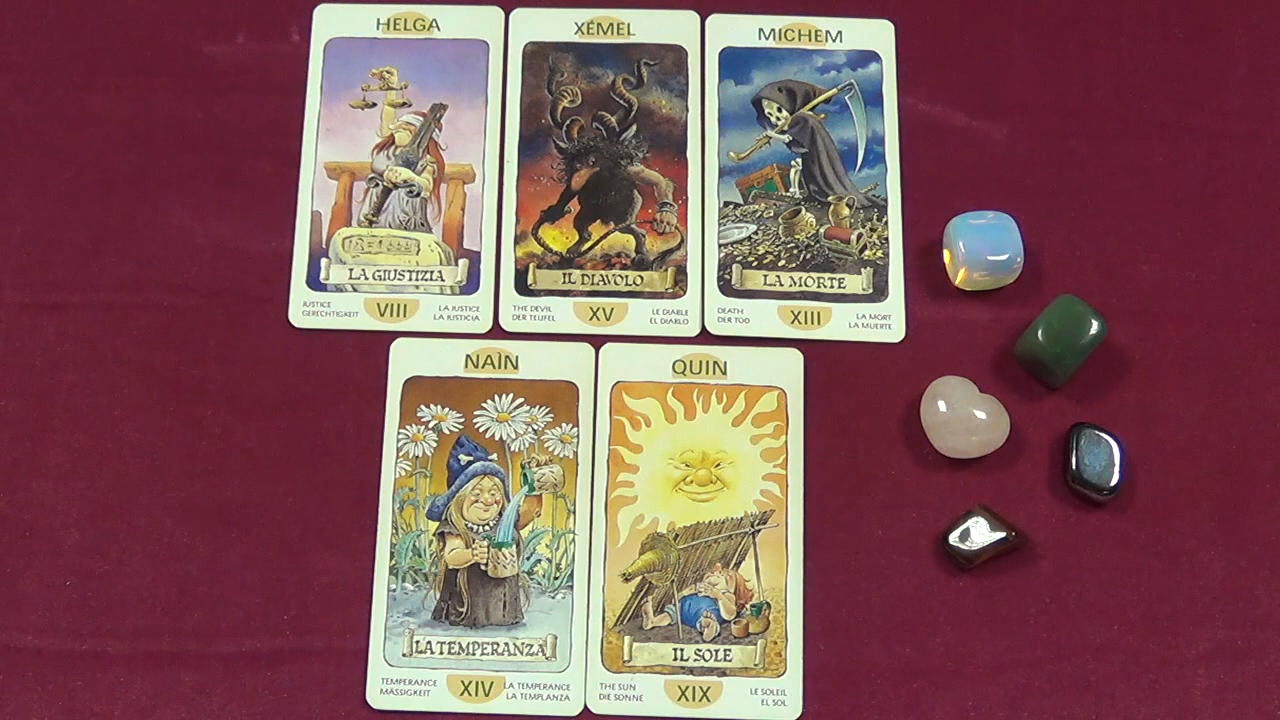 HELGA
LA GIUSTIZIA
JUSTICE
GERECHTIGKEIT
VIII
LA JUSTICE
LA JUSTICIA
XÉMEL
IL DIAVOLO
THE DEVIL
DER TEUFEL
XV
LE DIABLE
EL DIABLO
MICHEM
LA MORTE
DEATH
DER TOD
XIII
LA MORT
LA MUERTE
NAÌN
LA TEMPERANZA
TEMPERANCE
MÄSSIGKEIT
XIV
LA TEMPERANCE
LA TEMPLANZA
QUIN
IL SOLE
THE SUN
DIE SONNE
XIX
LE SOLEIL
EL SOL